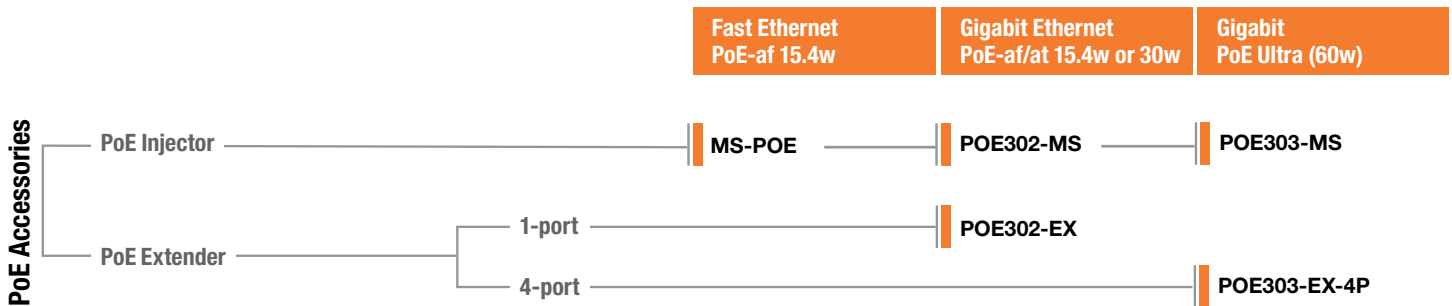 Fast Ethernet
PoE-af 15.4w
Gigabit Ethernet
PoE-af/at 15.4w or 30w
Gigabit
PoE Ultra (60w)
PoE Accessories
PoE Injector
MS-POE
POE302-MS
POE303-MS
PoE Extender
1-port
POE302-EX
4-port
POE303-EX-4P